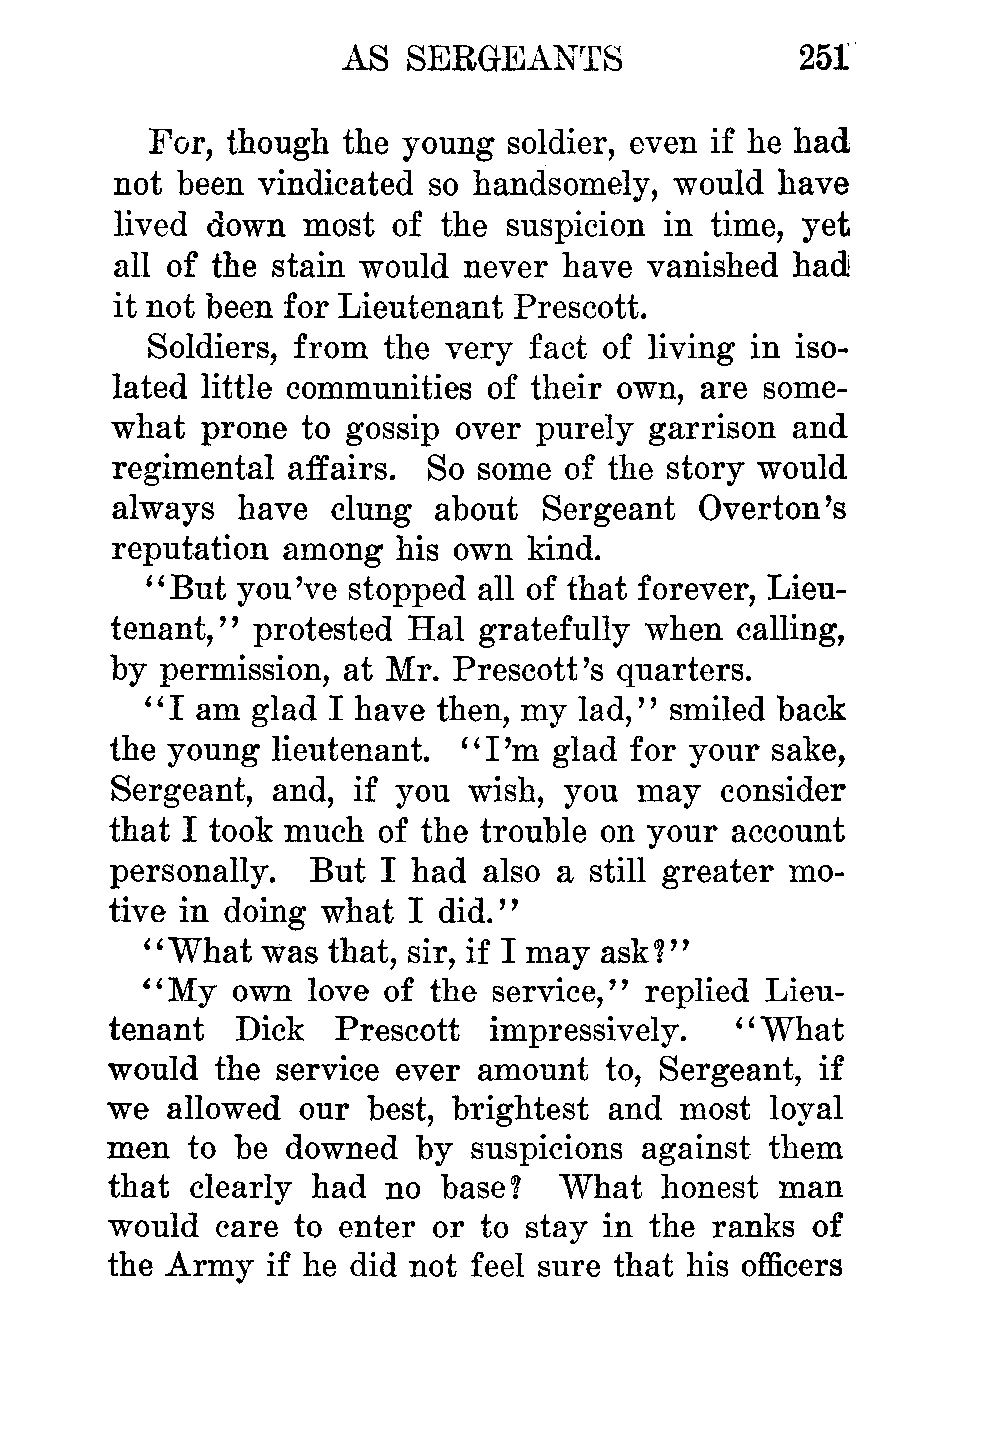 AS SERGEANTS 251
For, though the young soldier, even if he had
not been vindicated so handsomely, would have
lived down most of the suspicion in time, yet
all of the stain would never have vanished had
it not been for Lieutenant Prescott.
Soldiers, from the very fact of living in iso-
lated little communities of their own, are some-
what prone to gossip over purely garrison and
regimental affairs. So some of the story would
always have clung about Sergeant Overton's
reputation among his own kind.
"But you've stopped all of that forever, Lieu-
tenant," protested Hal gratefully when calling,
by permission, at Mr. Prescott's quarters.
"I am glad I have then, my lad," smiled back
the young lieutenant. "I'm glad for your sake,
Sergeant, and, if you wish, you may consider
that I took much of the trouble on your account
personally. But I had also a still greater mo-
tive in doing what I did."
"What was that, sir, if I may ask?"
"My own love of the service," replied Lieu-
tenant Dick Prescott impressively. "What
would the service ever amount to, Sergeant, if
we allowed our best, brightest and most loyal
men to be downed by suspicions against them
that clearly had no base? What honest man
would care to enter or to stay in the ranks of
the Army if he did not feel sure that his officers